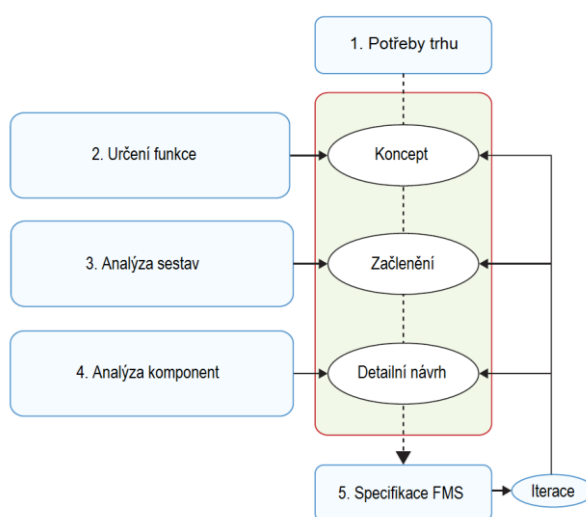 1. Potřeby trhu
2. Určení funkce
Koncept
3. Analýza sestav
Začlenění
4. Analýza komponent
Detailní návrh
5. Specifikace FMS
Iterace